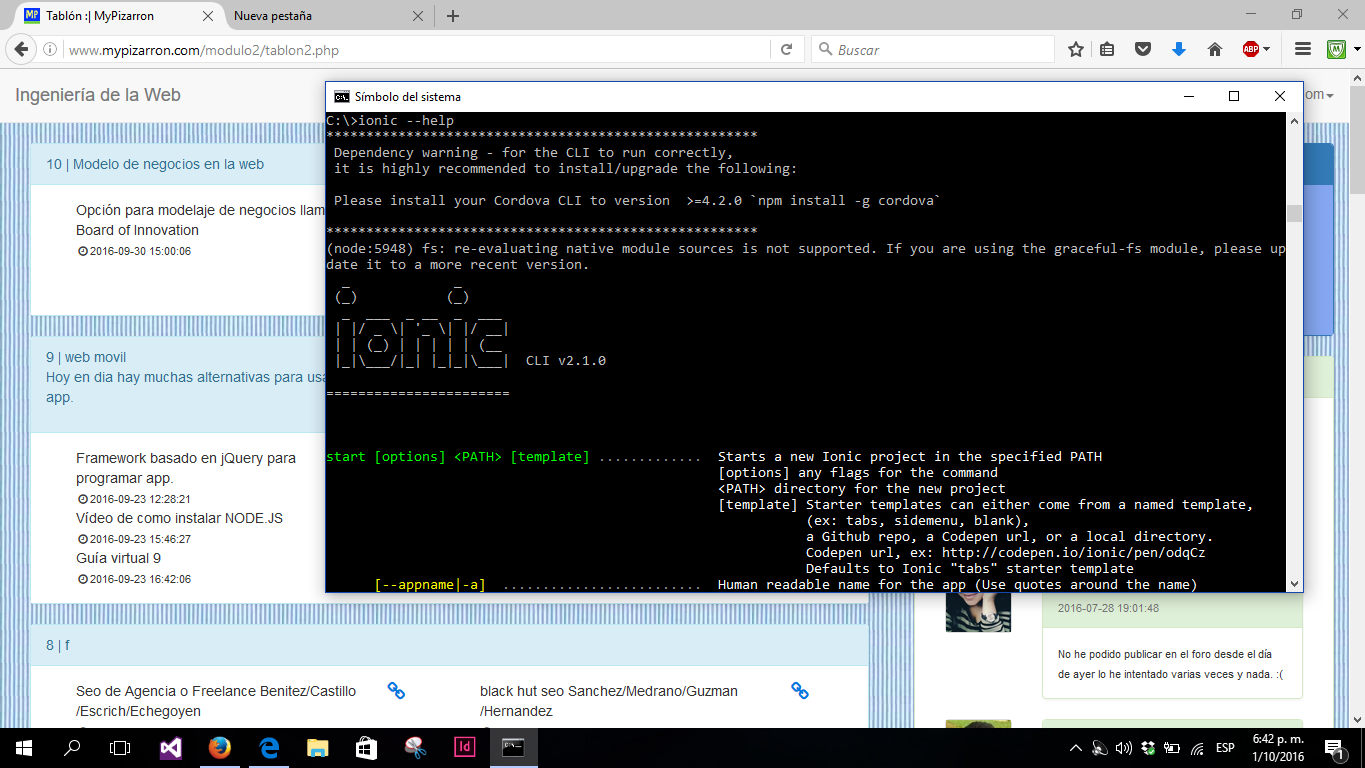 Tablón :| MyPizarron
Nueva pestaña
www.mypizarron.com/modulo2/tablon2.php
Buscar
ABP
Ingeniería de la Web
om
10 | Modelo de negocios en la web
Opción para modelaje de negocios llam
Board of Innovation
2016-09-30 15:00:06
9 | web movil
Hoy en dia hay muchas alternativas para usa
app.
Framework basado en jQuery para
programar app.
2016-09-23 12:28:21
Vídeo de como instalar NODE.JS
2016-09-23 15:46:27
Guía virtual 9
2016-09-23 16:42:06
8 | f
Seo de Agencia o Freelance Benitez/Castillo
/Escrich/Echegoyen
black hut seo Sanchez/Medrano/Guzman
/Hernandez
Símbolo del sistema
C:\>ionic --help
*****************************************************
Dependency warning - for the CLI to run correctly,
it is highly recommended to install/upgrade the following:
Please install your Cordova CLI to version  >=4.2.0 `npm install -g cordova`
*****************************************************
(node:5948) fs: re-evaluating native module sources is not supported. If you are using the graceful-fs module, please up
date it to a more recent version.
ionic
CLI v2.1.0
=======================
start [options] <PATH> [template] ............. Starts a new Ionic project in the specified PATH
[options] any flags for the command
<PATH> directory for the new project
[template] Starter templates can either come from a named template,
(ex: tabs, sidemenu, blank),
a Github repo, a Codepen url, or a local directory.
Codepen url, ex: http://codepen.io/ionic/pen/odqCz
Defaults to Ionic "tabs" starter template
[--appname|-a] ......................... Human readable name for the app (Use quotes around the name)
2016-07-28 19:01:48
No he podido publicar en el foro desde el día
de ayer lo he intentado varias veces y nada. :(
Id
ESP
6:42 p. m.
1/10/2016
1